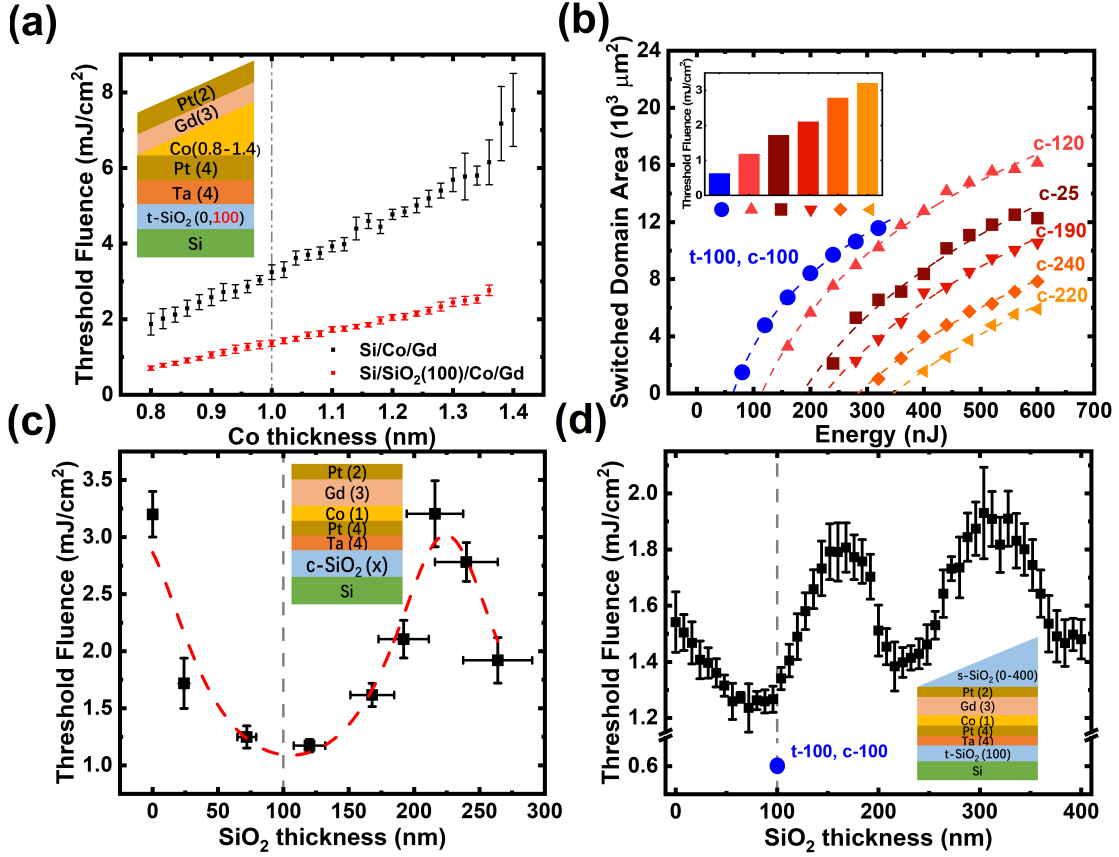 (a)
Threshold Fluence (mJ/cm²)
8
6
4
2
0
Pt(2)
Gd(3)
Co(0.8-1.4)
Pt (4)
Ta (4)
t-SiO₂(0,100)
Si
Si/Co/Gd
Si/SiO₂(100)/Co/Gd
0.8 0.9 1.0 1.1 1.2 1.3 1.4
Co thickness (nm)
(b)
Switched Domain Area (10³ μm²)
24
20
16
12
8
4
0
Threshold Fluence (mJ/cm²)
3
2
1
0
t-100, c-100
c-120
c-25
c-190
c-240
c-220
0 100 200 300 400 500 600 700
Energy (nJ)
(c)
Threshold Fluence (mJ/cm²)
3.5
3.0
2.5
2.0
1.5
1.0
Pt (2)
Gd (3)
Co (1)
Pt (4)
Ta (4)
c-SiO₂ (x)
Si
0 50 100 150 200 250 300
SiO₂ thickness (nm)
(d)
Threshold Fluence (mJ/cm²)
2.0
1.8
1.6
1.4
1.2
0.6
t-100, c-100
s-SiO₂ (0-400)
Pt (2)
Gd (3)
Co (1)
Pt (4)
Ta (4)
t-SiO₂ (100)
Si
0 100 200 300 400
SiO₂ thickness (nm)